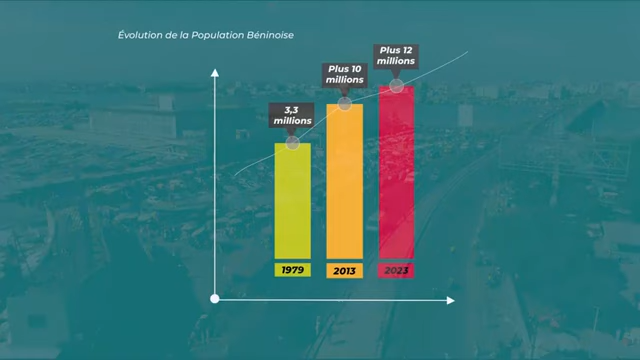 Évolution de la Population Béninoise
Plus 12
millions
Plus 10
millions
3,3
millions
1979
2013
2023